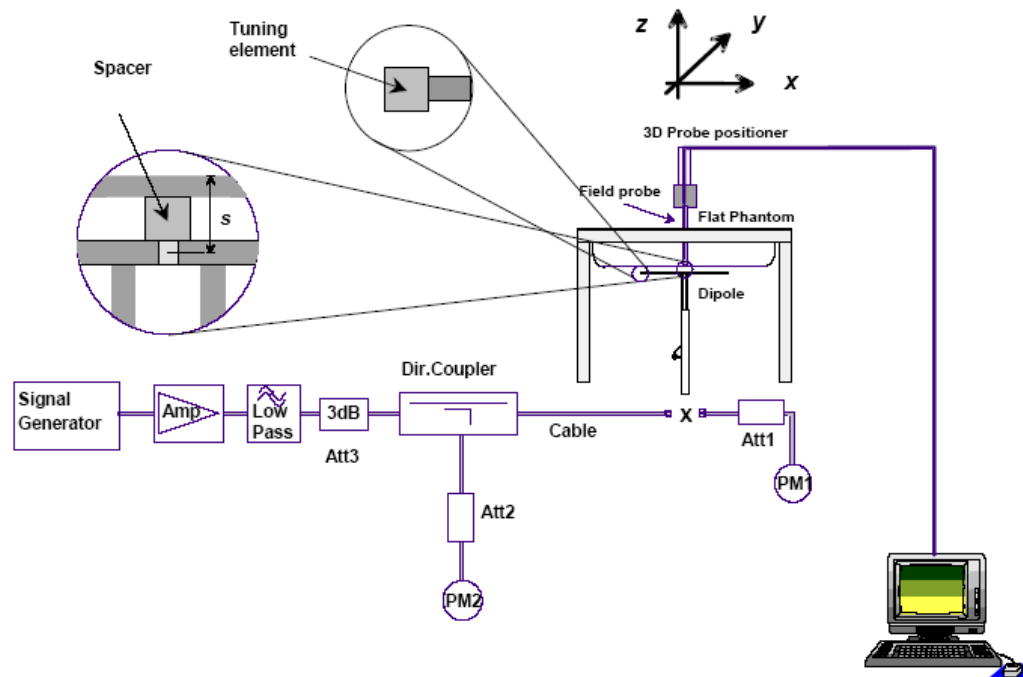 Tuning
element
Spacer
s
z
y
x
3D Probe positioner
Field probe
Flat Phantom
Dipole
Dir.Coupler
Signal
Generator
Amp
Low
Pass
3dB
Att3
Cable
X
Att1
PM1
Att2
PM2